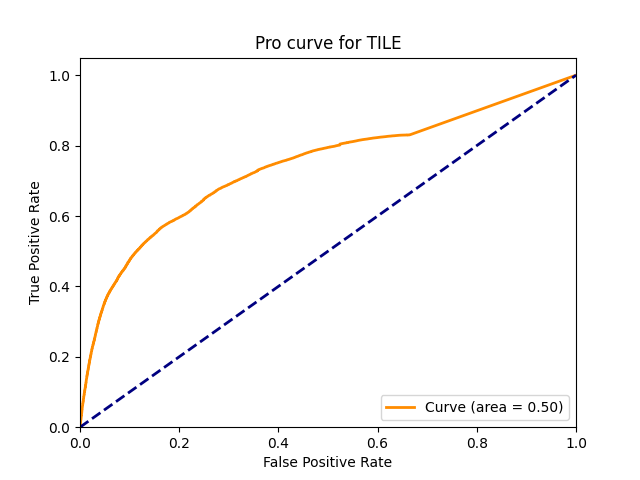 Pro curve for TILE
True Positive Rate
1.0
0.8
0.6
0.4
0.2
0.0
0.0 0.2 0.4 0.6 0.8 1.0
False Positive Rate
Curve (area = 0.50)